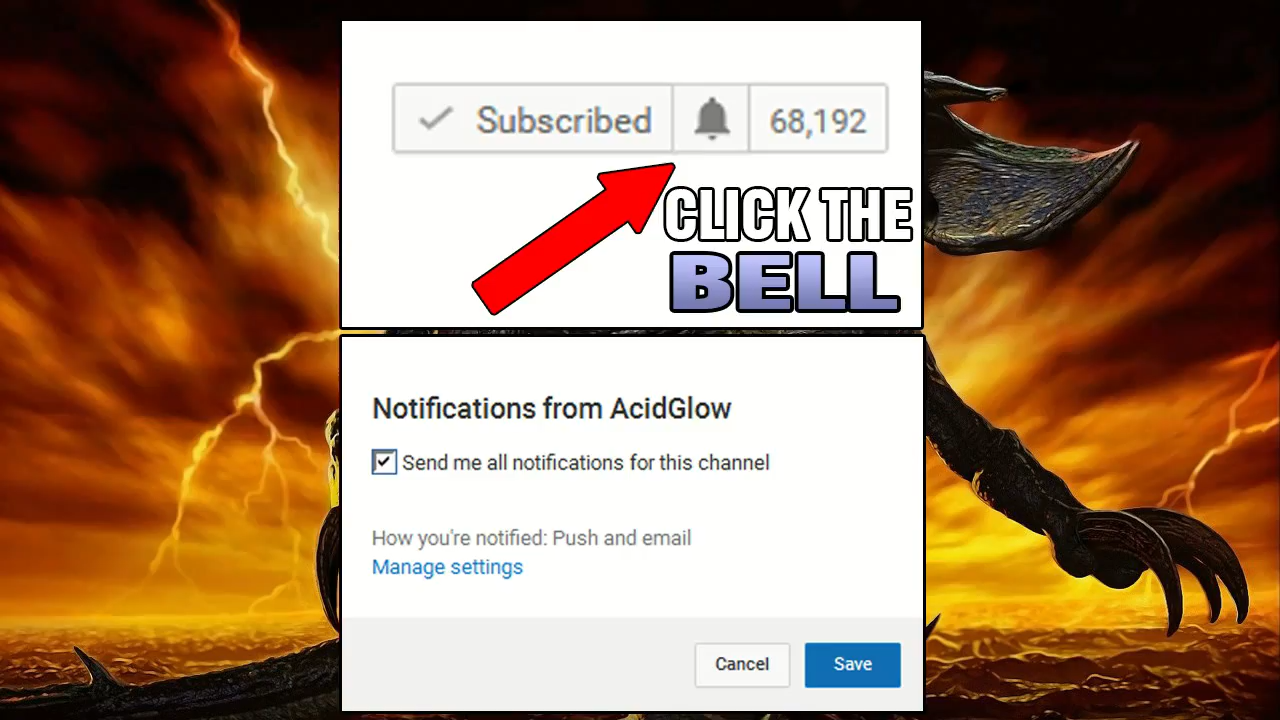 Subscribed 68,192
CLICK THE
BELL
Notifications from AcidGlow
Send me all notifications for this channel
How you're notified: Push and email
Manage settings
Cancel Save